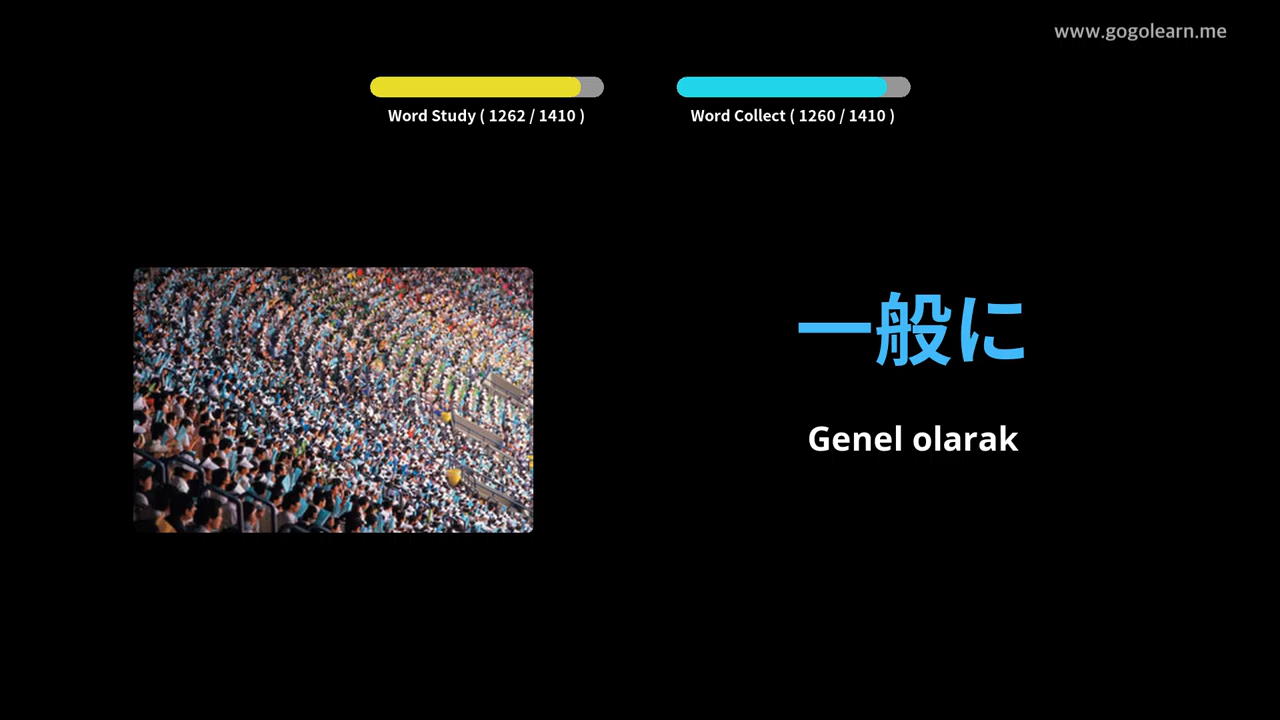 www.gogolearn.me
Word Study ( 1262 / 1410 )
Word Collect ( 1260 / 1410 )
一般に
Genel olarak